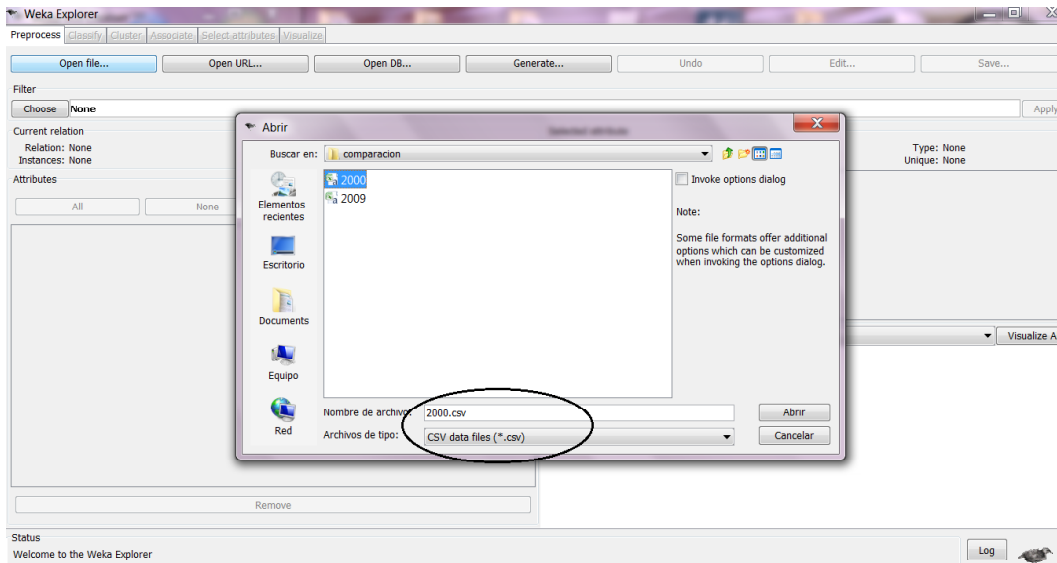 Weka Explorer
Preprocess Classify Cluster Associate Select attributes Visualize
Open file... Open URL... Open DB... Generate... Undo Edit... Save...
Filter
Choose None Apply
Current relation
Relation: None
Instances: None
Selected attribute
Type: None
Unique: None
Attributes
All None
Abrir
Buscar en: comparacion
2000
2009
Elementos
recientes
Escritorio
Documents
Equipo
Red
Invoke options dialog
Note:
Some file formats offer additional
options which can be customized
when invoking the options dialog.
Nombre de archivo: 2000.csv Abrir
Archivos de tipo: CSV data files (*.csv) Cancelar
Visualize A
Remove
Status
Welcome to the Weka Explorer
Log